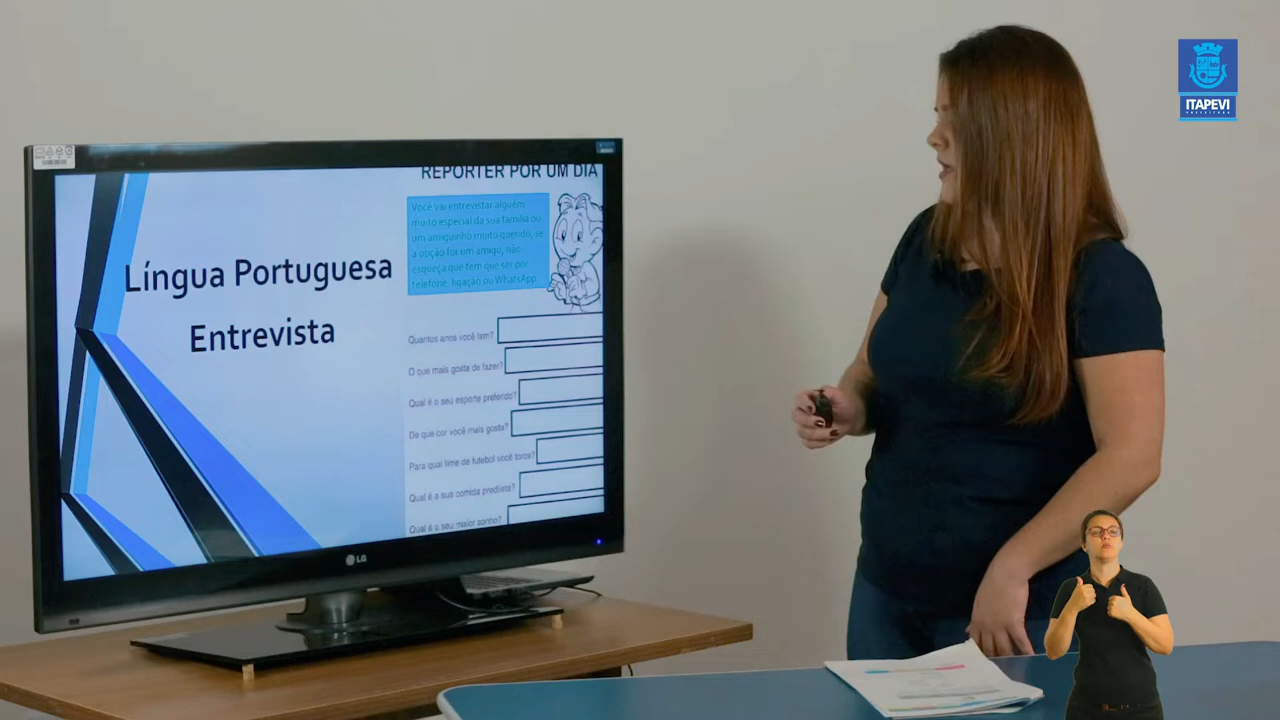 ITAPEVI
PREFEITURA
REPÓRTER POR UM DIA
Você vai entrevistar alguém
muito especial da sua família ou
um amiguinho muito querido, se
a opção for um amigo, não
esqueça que tem que ser por
telefone, ligação ou WhatsApp
Língua Portuguesa
Entrevista
Quantos anos você tem?
O que mais gosta de fazer?
Qual é o seu esporte preferido?
De que cor você mais gosta?
Para qual time de futebol você torce?
Qual é a sua comida predileta?
Qual é o seu maior sonho?
LG